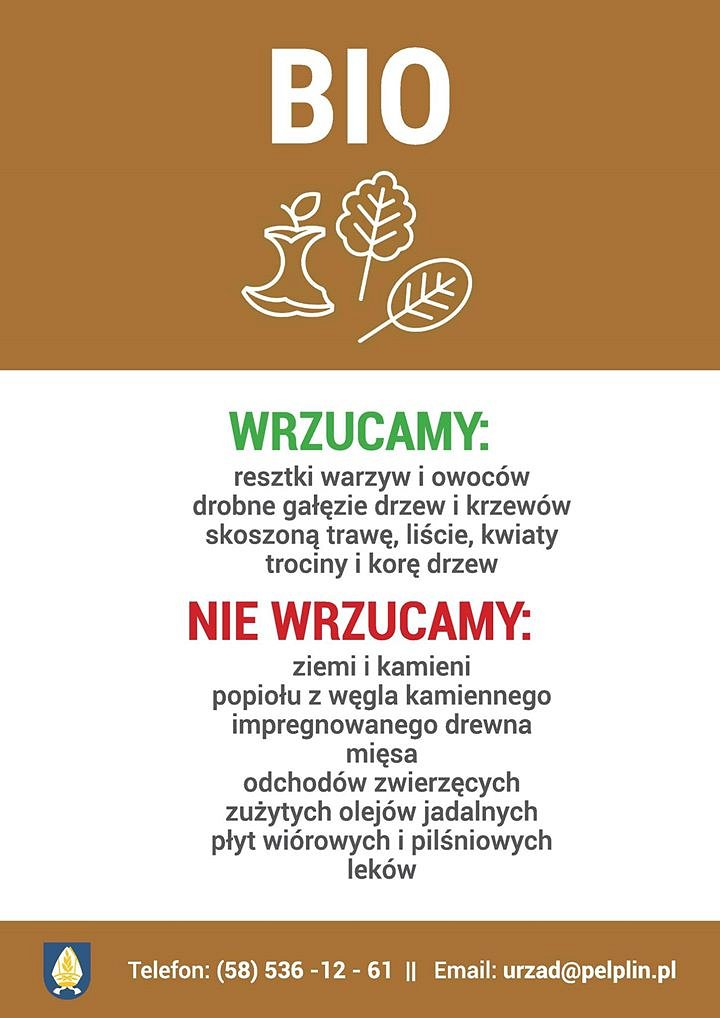 BIO
WRZUCAMY:
resztki warzyw i owoców
drobne gałęzie drzew i krzewów
skoszoną trawę, liście, kwiaty
trociny i korę drzew
NIE WRZUCAMY:
ziemi i kamieni
popiołu z węgla kamiennego
impregnowanego drewna
mięsa
odchodów zwierzęcych
zużytych olejów jadalnych
płyt wiórowych i pilśniowych
leków
Telefon: (58) 536 -12 - 61 || Email: urzad@pelplin.pl